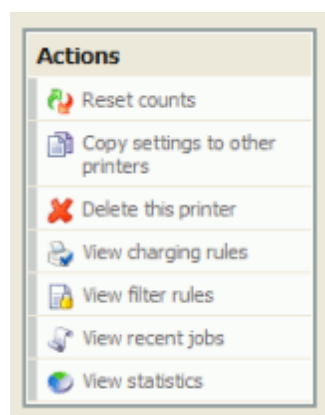 Actions
Reset counts
Copy settings to other
printers
Delete this printer
View charging rules
View filter rules
View recent jobs
View statistics